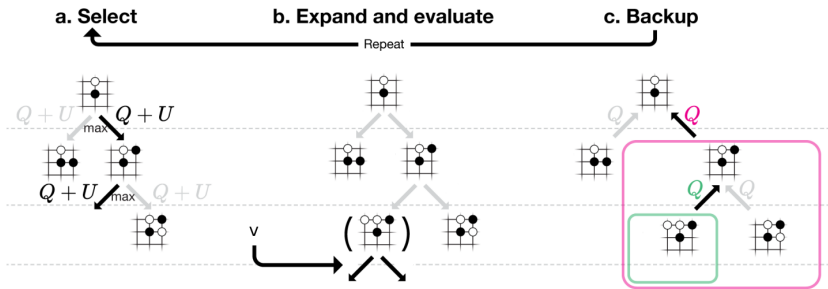 a. Select
b. Expand and evaluate
c. Backup
Repeat
Q + U
max
Q + U
Q + U
max
Q + U
v
( )
Q
Q
Q
Q